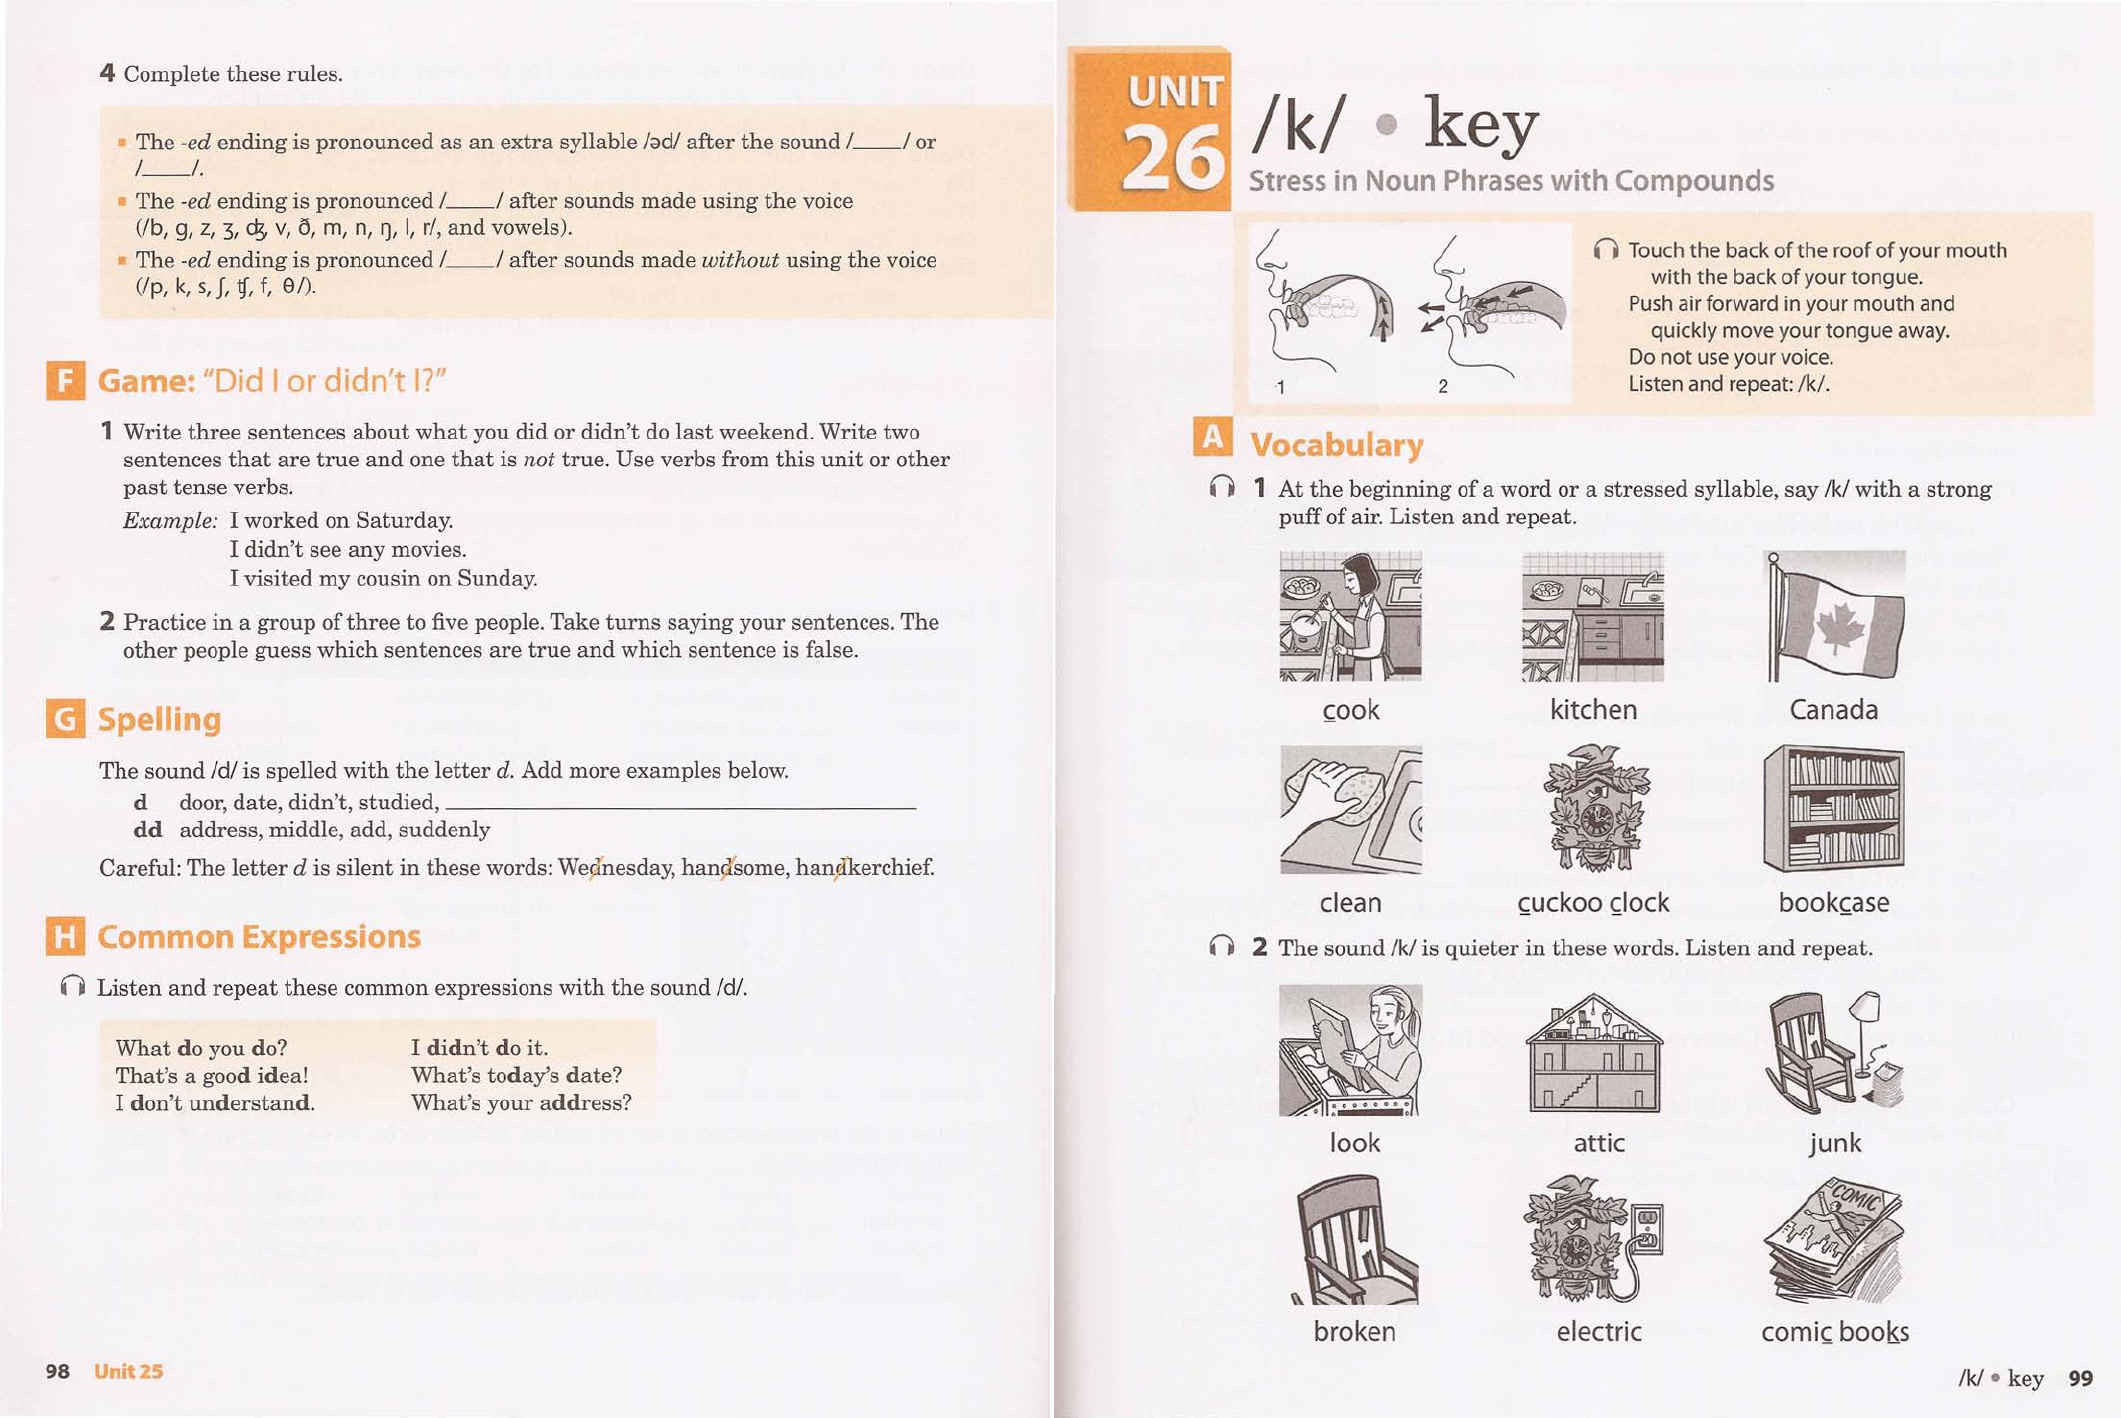 4 Complete these rules.
▪ The -ed ending is pronounced as an extra syllable /əd/ after the sound /____/ or
/____/.
▪ The -ed ending is pronounced /____/ after sounds made using the voice
(/b, g, z, ʒ, ʤ, v, ð, m, n, ŋ, l, r/, and vowels).
▪ The -ed ending is pronounced /____/ after sounds made without using the voice
(/p, k, s, ʃ, ʧ, f, θ/).
F Game: "Did I or didn't I?"
1 Write three sentences about what you did or didn't do last weekend. Write two
sentences that are true and one that is not true. Use verbs from this unit or other
past tense verbs.
Example: I worked on Saturday.
I didn't see any movies.
I visited my cousin on Sunday.
2 Practice in a group of three to five people. Take turns saying your sentences. The
other people guess which sentences are true and which sentence is false.
G Spelling
The sound /d/ is spelled with the letter d. Add more examples below.
d door, date, didn't, studied, ____
dd address, middle, add, suddenly
Careful: The letter d is silent in these words: Wednesday, handsome, handkerchief.
H Common Expressions
Listen and repeat these common expressions with the sound /d/.
What do you do?
That's a good idea!
I don't understand.
I didn't do it.
What's today's date?
What's your address?
98 Unit 25
UNIT
26
/k/ • key
Stress in Noun Phrases with Compounds
1
2
Touch the back of the roof of your mouth
with the back of your tongue.
Push air forward in your mouth and
quickly move your tongue away.
Do not use your voice.
Listen and repeat: /k/.
A Vocabulary
1 At the beginning of a word or a stressed syllable, say /k/ with a strong
puff of air. Listen and repeat.
cook kitchen Canada
clean cuckoo clock bookcase
2 The sound /k/ is quieter in these words. Listen and repeat.
look attic junk
COMIC
broken electric comic books
/k/ • key 99